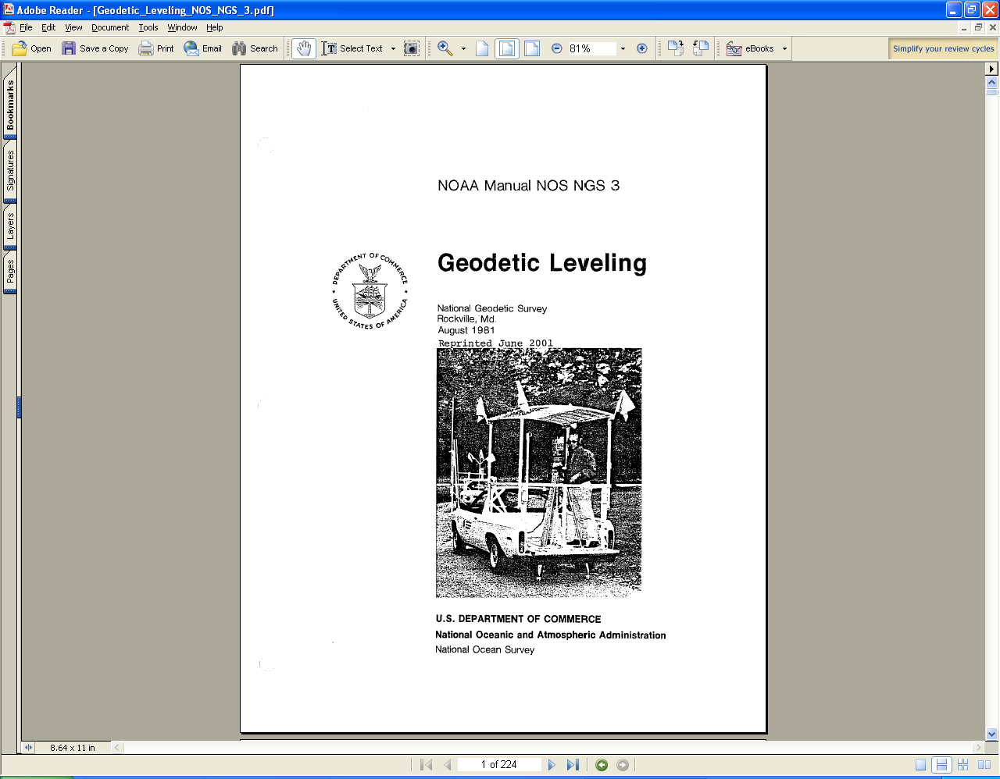 Adobe Reader - [Geodetic_Leveling_NOS_NGS_3.pdf]
File Edit View Document Tools Window Help
Open Save a Copy Print Email Search Select Text 81% eBooks Simplify your review cycles
Bookmarks
Signatures
Layers
Pages
NOAA Manual NOS NGS 3
Geodetic Leveling
DEPARTMENT OF COMMERCE
UNITED STATES OF AMERICA
National Geodetic Survey
Rockville, Md.
August 1981
Reprinted June 2001
U.S. DEPARTMENT OF COMMERCE
National Oceanic and Atmospheric Administration
National Ocean Survey
8.64 x 11 in
1 of 224